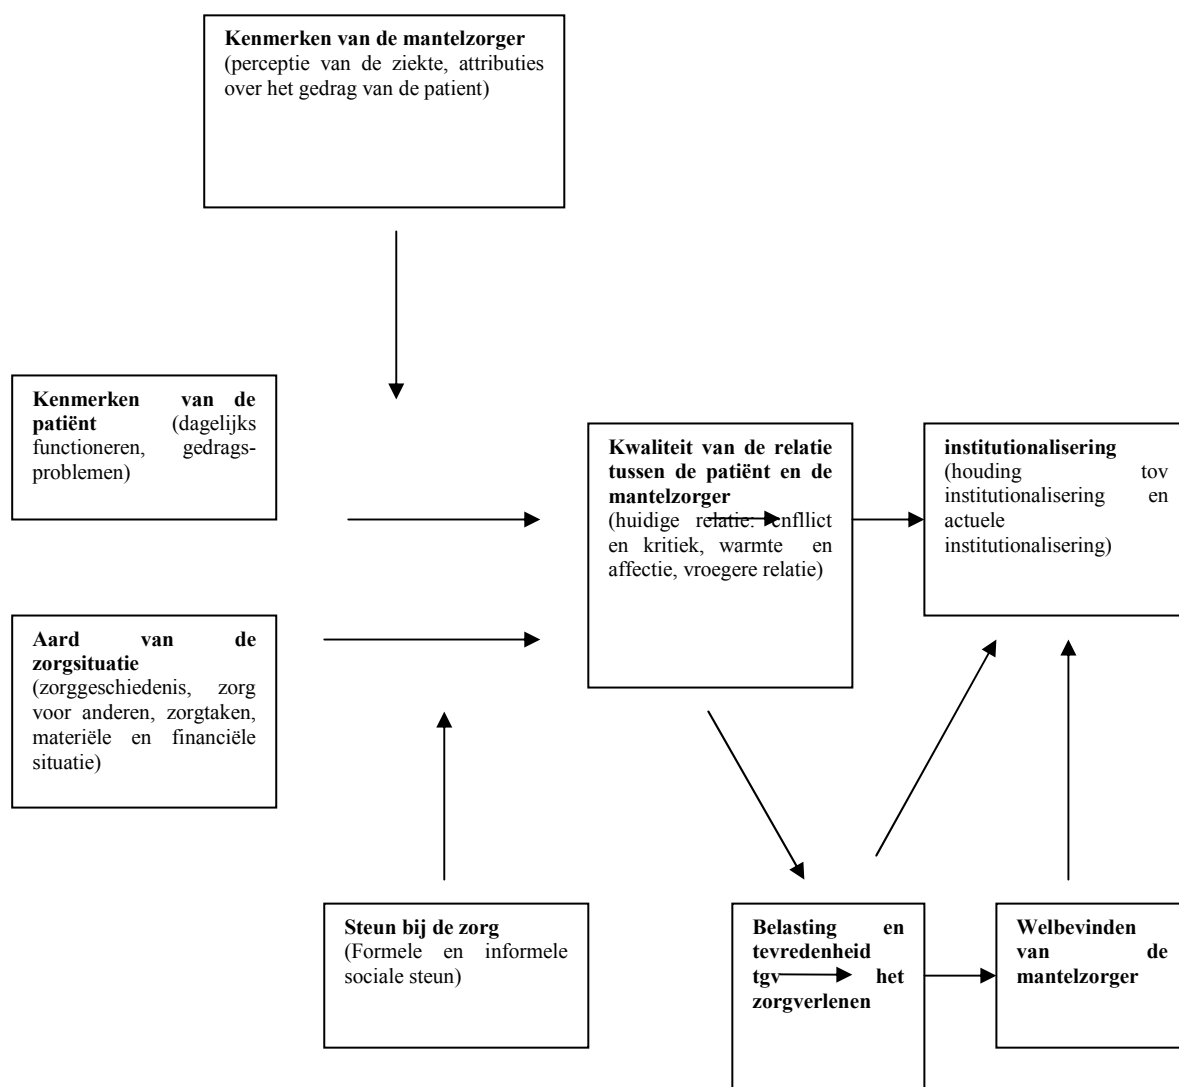 Kenmerken van de mantelzorger
(perceptie van de ziekte, attributies
over het gedrag van de patient)
Kenmerken van de
patiënt (dagelijks
functioneren, gedrags-
problemen)
Kwaliteit van de relatie
tussen de patiënt en de
mantelzorger
(huidige relatie: enfllict
en kritiek, warmte en
affectie, vroegere relatie)
institutionalisering
(houding tov
institutionalisering en
actuele
institutionalisering)
Aard van de
zorgsituatie
(zorggeschiedenis, zorg
voor anderen, zorgtaken,
materiële en financiële
situatie)
Steun bij de zorg
(Formele en informele
sociale steun)
Belasting en
tevredenheid
tgv het
zorgverlenen
Welbevinden
van de
mantelzorger